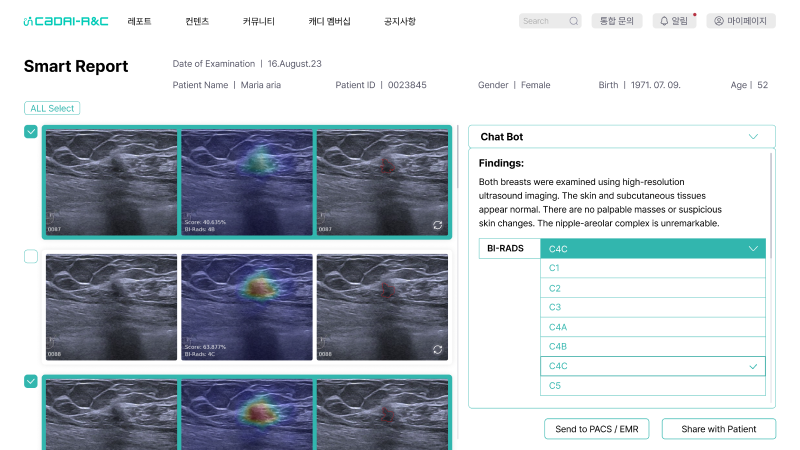 CaDAI-R&C
레포트
컨텐츠
커뮤니티
캐디 멤버십
공지사항
Search
통합 문의
알림
마이페이지
Smart Report
Date of Examination | 16.August.23
Patient Name | Maria aria
Patient ID | 0023845
Gender | Female
Birth | 1971. 07. 09.
Age | 52
ALL Select
0087
Score: 40.635%
BI-Rads: 4B
0087
0088
Score: 63.877%
BI-Rads: 4C
0088
Chat Bot
Findings:
Both breasts were examined using high-resolution
ultrasound imaging. The skin and subcutaneous tissues
appear normal. There are no palpable masses or suspicious
skin changes. The nipple-areolar complex is unremarkable.
BI-RADS
C4C
C1
C2
C3
C4A
C4B
C4C
C5
Send to PACS / EMR
Share with Patient